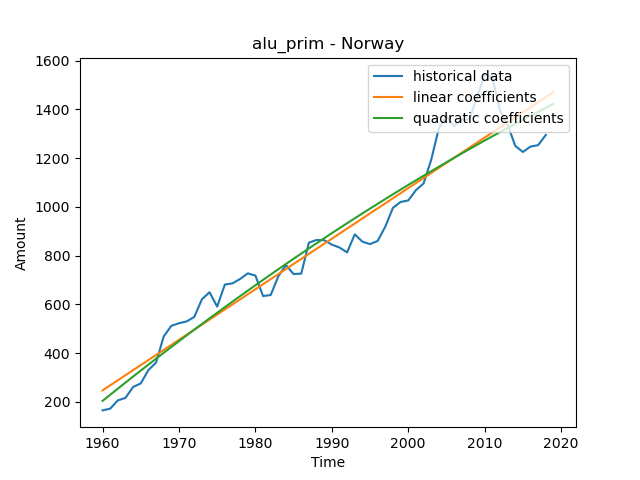 alu_prim - Norway
historical data
linear coefficients
quadratic coefficients
1600
1400
1200
1000
800
600
400
200
Amount
1960 1970 1980 1990 2000 2010 2020
Time